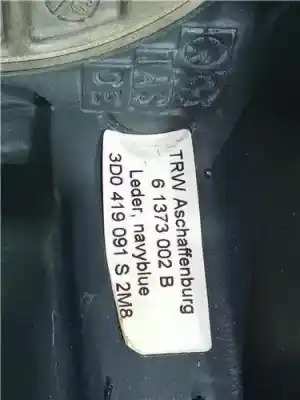 TRW Aschaffenburg
6 1373 002 B
Leder, navyblue
3D0 419 091 S 2M8